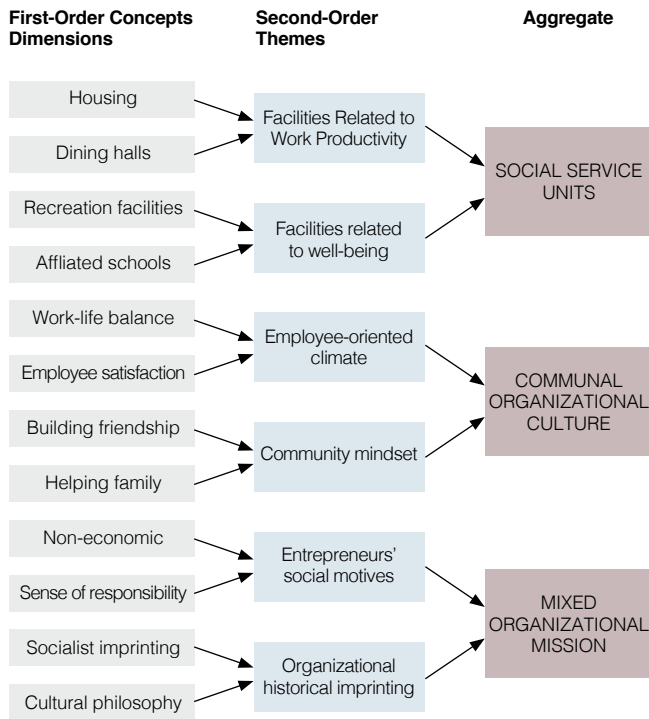 First-Order Concepts
Dimensions
Second-Order
Themes
Aggregate
Housing
Dining halls
Recreation facilities
Affliated schools
Work-life balance
Employee satisfaction
Building friendship
Helping family
Non-economic
Sense of responsibility
Socialist imprinting
Cultural philosophy
Facilities Related to
Work Productivity
Facilities related
to well-being
Employee-oriented
climate
Community mindset
Entrepreneurs’
social motives
Organizational
historical imprinting
SOCIAL SERVICE
UNITS
COMMUNAL
ORGANIZATIONAL
CULTURE
MIXED
ORGANIZATIONAL
MISSION